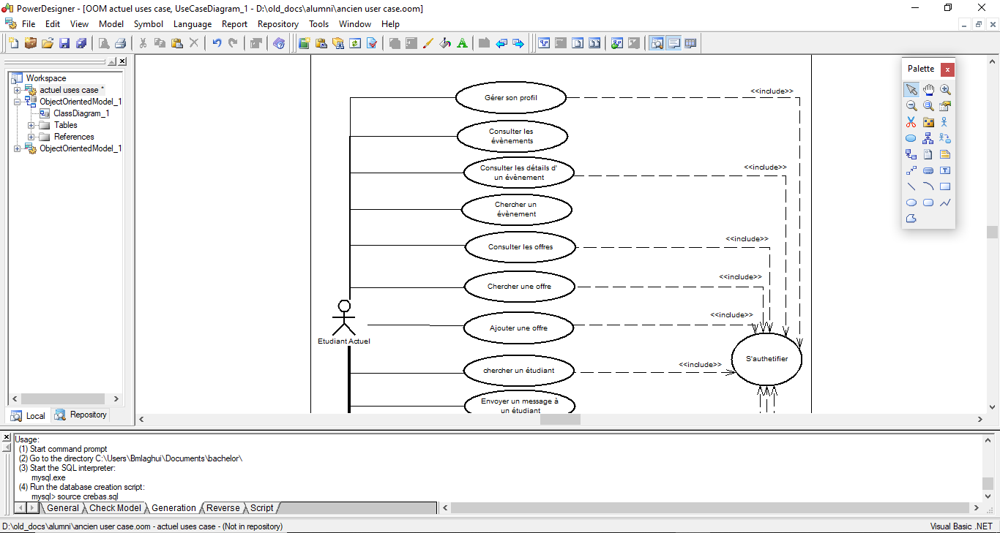 PowerDesigner - [OOM actuel uses case, UseCaseDiagram_1 - D:\old_docs\alumni\ancien user case.oom]
File Edit View Model Symbol Language Report Repository Tools Window Help
Workspace
actuel uses case *
ObjectOrientedModel_1
ClassDiagram_1
Tables
References
ObjectOrientedModel_1
Local Repository
Gérer son profil
<<include>>
Consulter les
évènements
Consulter les détails d'
un évènement
<<include>>
Chercher un
évènement
Consulter les offres
<<include>>
Chercher une offre
<<include>>
Ajouter une offre
<<include>>
Etudiant Actuel
S'authetifier
chercher un étudiant
<<include>>
Envoyer un message à
un étudiant
Palette
Usage:
(1) Start command prompt
(2) Go to the directory C:\Users\Bmlaghui\Documents\bachelor\
(3) Start the SQL interpreter:
mysql.exe
(4) Run the database creation script:
mysql> source crebas.sql
General Check Model Generation Reverse Script
D:\old_docs\alumni\ancien user case.oom - actuel uses case - (Not in repository)
Visual Basic .NET